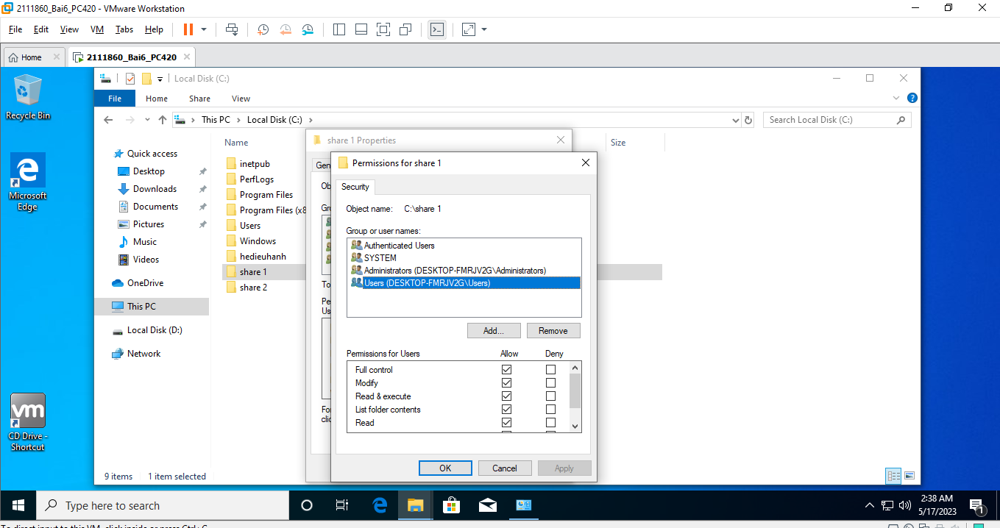 2111860_Bai6_PC420 - VMware Workstation
File Edit View VM Tabs Help
Home 2111860_Bai6_PC420
Recycle Bin
Microsoft
Edge
vm
CD Drive -
Shortcut
Local Disk (C:)
File Home Share View
This PC Local Disk (C:)
Search Local Disk (C:)
Quick access
Desktop
Downloads
Documents
Pictures
Music
Videos
OneDrive
This PC
Local Disk (D:)
Network
Name Size
inetpub
PerfLogs
Program Files
Program Files (x8
Users
Windows
hedieuhanh
share 1
share 2
share 1 Properties
Gen
Ob
Gr
To
Pe
Us
Fo
clic
Permissions for share 1
Security
Object name: C:\share 1
Group or user names:
Authenticated Users
SYSTEM
Administrators (DESKTOP-FMRJV2G\Administrators)
Users (DESKTOP-FMRJV2G\Users)
Add... Remove
Permissions for Users Allow Deny
Full control
Modify
Read & execute
List folder contents
Read
OK Cancel Apply
9 items 1 item selected
Type here to search
2:38 AM
5/17/2023
1
To direct input to this VM, click inside or press Ctrl+G.